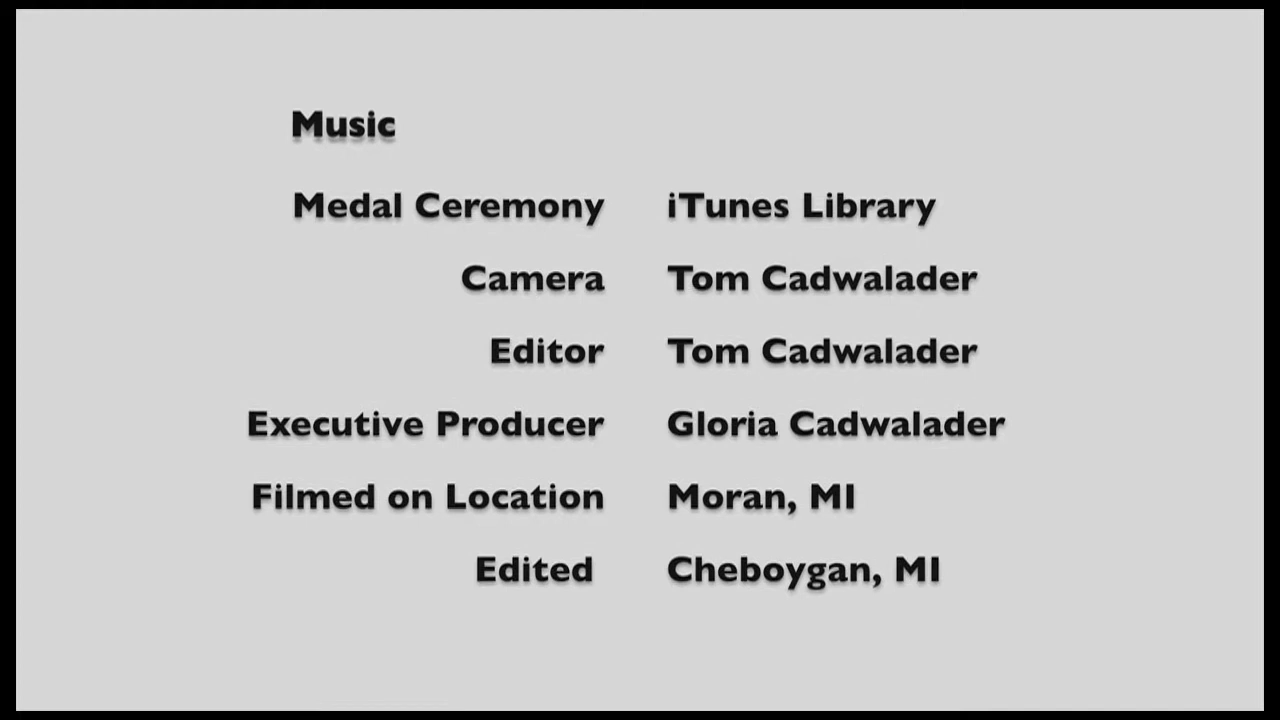 Music
Medal Ceremony iTunes Library
Camera Tom Cadwalader
Editor Tom Cadwalader
Executive Producer Gloria Cadwalader
Filmed on Location Moran, MI
Edited Cheboygan, MI